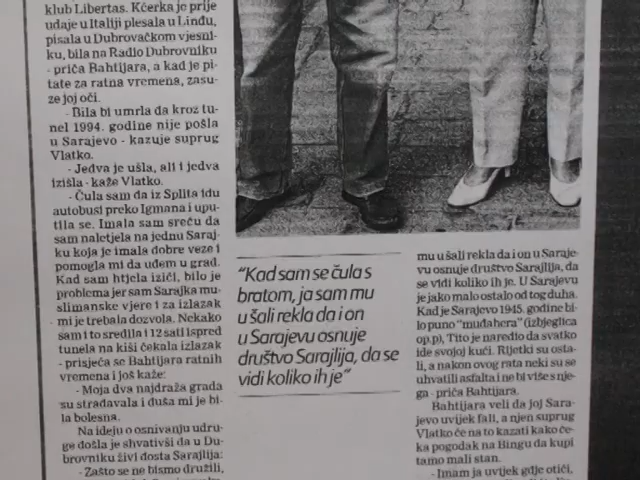 klub Libertas. Kćerka je prije
udaje u Italiji plesala u Linđu,
pisala u Dubrovačkom vjesni-
ku, bila na Radio Dubrovniku
- priča Bahtijara, a kad je pi-
tate za ratna vremena, zasu-
ze joj oči.
- Bila bi umrla da kroz tu-
nel 1994. godine nije pošla
u Sarajevo - kazuje suprug
Vlatko.
- Jedva je ušla, ali i jedva
izišla - kaže Vlatko.
- Čula sam da iz Splita idu
autobusi preko Igmana i upu-
tila se. Imala sam sreću da
sam naletjela na jednu Saraj-
ku koja je imala dobre veze i
pomogla mi da uđem u grad.
Kad sam htjela izići, bilo je
problema jer sam Sarajka mu-
slimanske vjere i za izlazak
mi je trebala dozvola. Nekako
sam i to sredila i 12 sati ispred
tunela na kiši čekala izlazak
- prisjeća se Bahtijara ratnih
vremena i još kaže:
- Moja dva najdraža grada
su stradavala i duša mi je bi-
la bolesna.
Na ideju o osnivanju udru-
ge došla je shvativši da u Du-
brovniku živi dosta Sarajlija:
- Zašto se ne bismo družili,
"Kad sam se čula s
bratom, ja sam mu
u šali rekla da i on
u Sarajevu osnuje
društvo Sarajlija, da se
vidi koliko ih je"
mu u šali rekla da i on u Saraje-
vu osnuje društvo Sarajlija, da
se vidi koliko ih je. U Sarajevu
je jako malo ostalo od tog duha.
Kad je Sarajevo 1945. godine bi-
lo puno "muđahera" (izbjeglica
op.p), Tito je naredio da svatko
ide svojoj kući. Rijetki su osta-
li, a nakon ovog rata neki su se
uhvatili asfalta i ne bi više s nje-
ga - priča Bahtijara.
Bahtijara veli da joj Sara-
jevo uvijek fali, a njen suprug
Vlatko će na to kazati kako če-
ka pogodak na Bingu da kupi
tamo mali stan.
- Imam ja uvijek gdje otići,